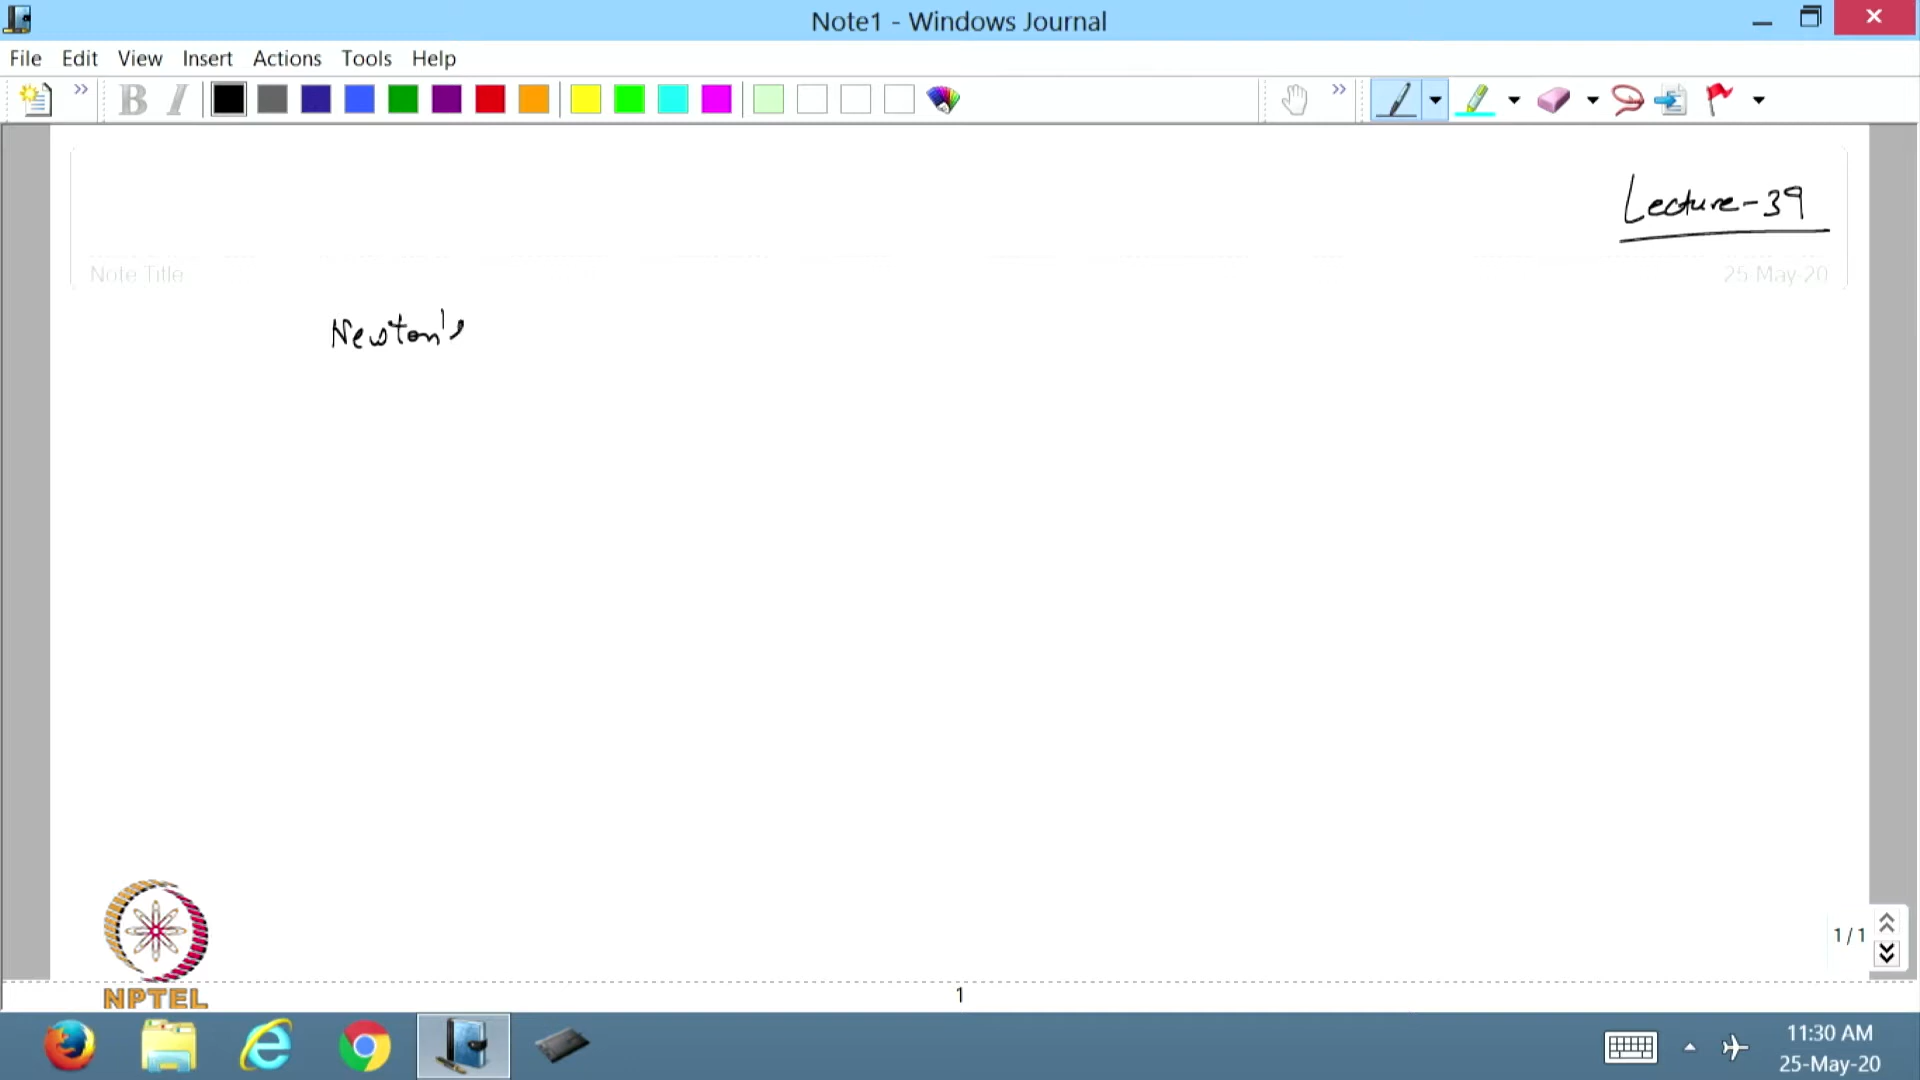 Note1 - Windows Journal
File Edit View Insert Actions Tools Help
B I
Lecture-39
Note Title
25 May-20
Newton's
1 / 1
NPTEL
1
11:30 AM
25-May-20